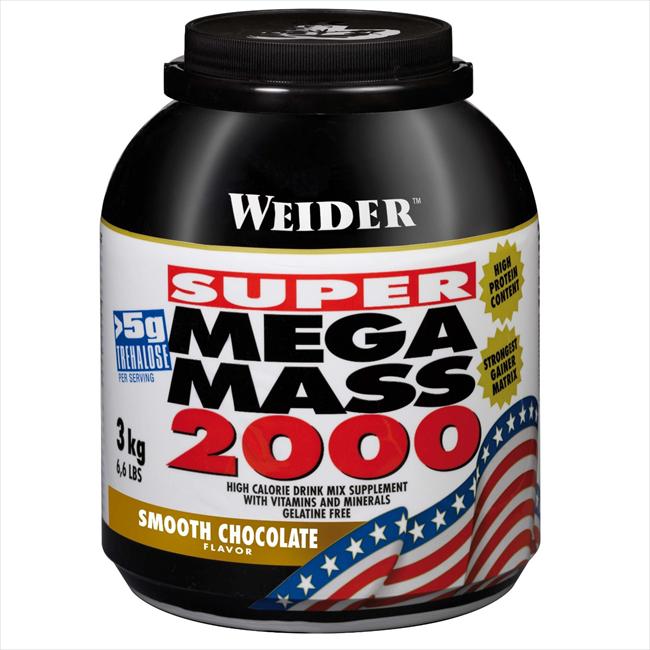 WEIDER™
SUPER
MEGA
MASS
2000
>5g
TREHALOSE
PER SERVING
HIGH
PROTEIN
CONTENT
STRONGEST
GAINER
MATRIX
3 kg
6,6 LBS
HIGH CALORIE DRINK MIX SUPPLEMENT
WITH VITAMINS AND MINERALS
GELATINE FREE
SMOOTH CHOCOLATE
FLAVOR